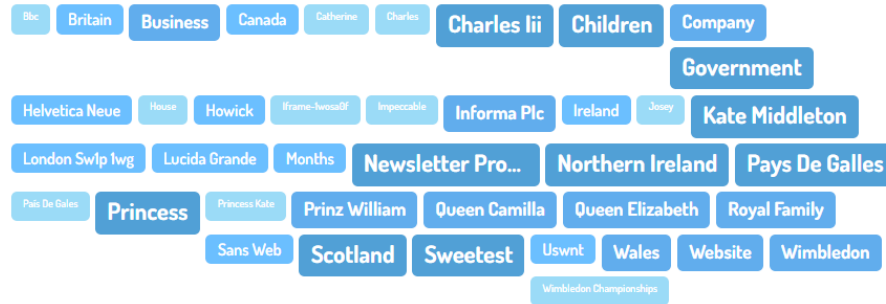 Bbc Britain Business Canada Catherine Charles Charles Iii Children Company
Government
Helvetica Neue House Howick Iframe-1wosa0f Impeccable Informa Plc Ireland Josey Kate Middleton
London Sw1p 1wg Lucida Grande Months Newsletter Pro... Northern Ireland Pays De Galles
País De Gales Princess Princess Kate Prinz William Queen Camilla Queen Elizabeth Royal Family
Sans Web Scotland Sweetest Uswnt Wales Website Wimbledon
Wimbledon Championships